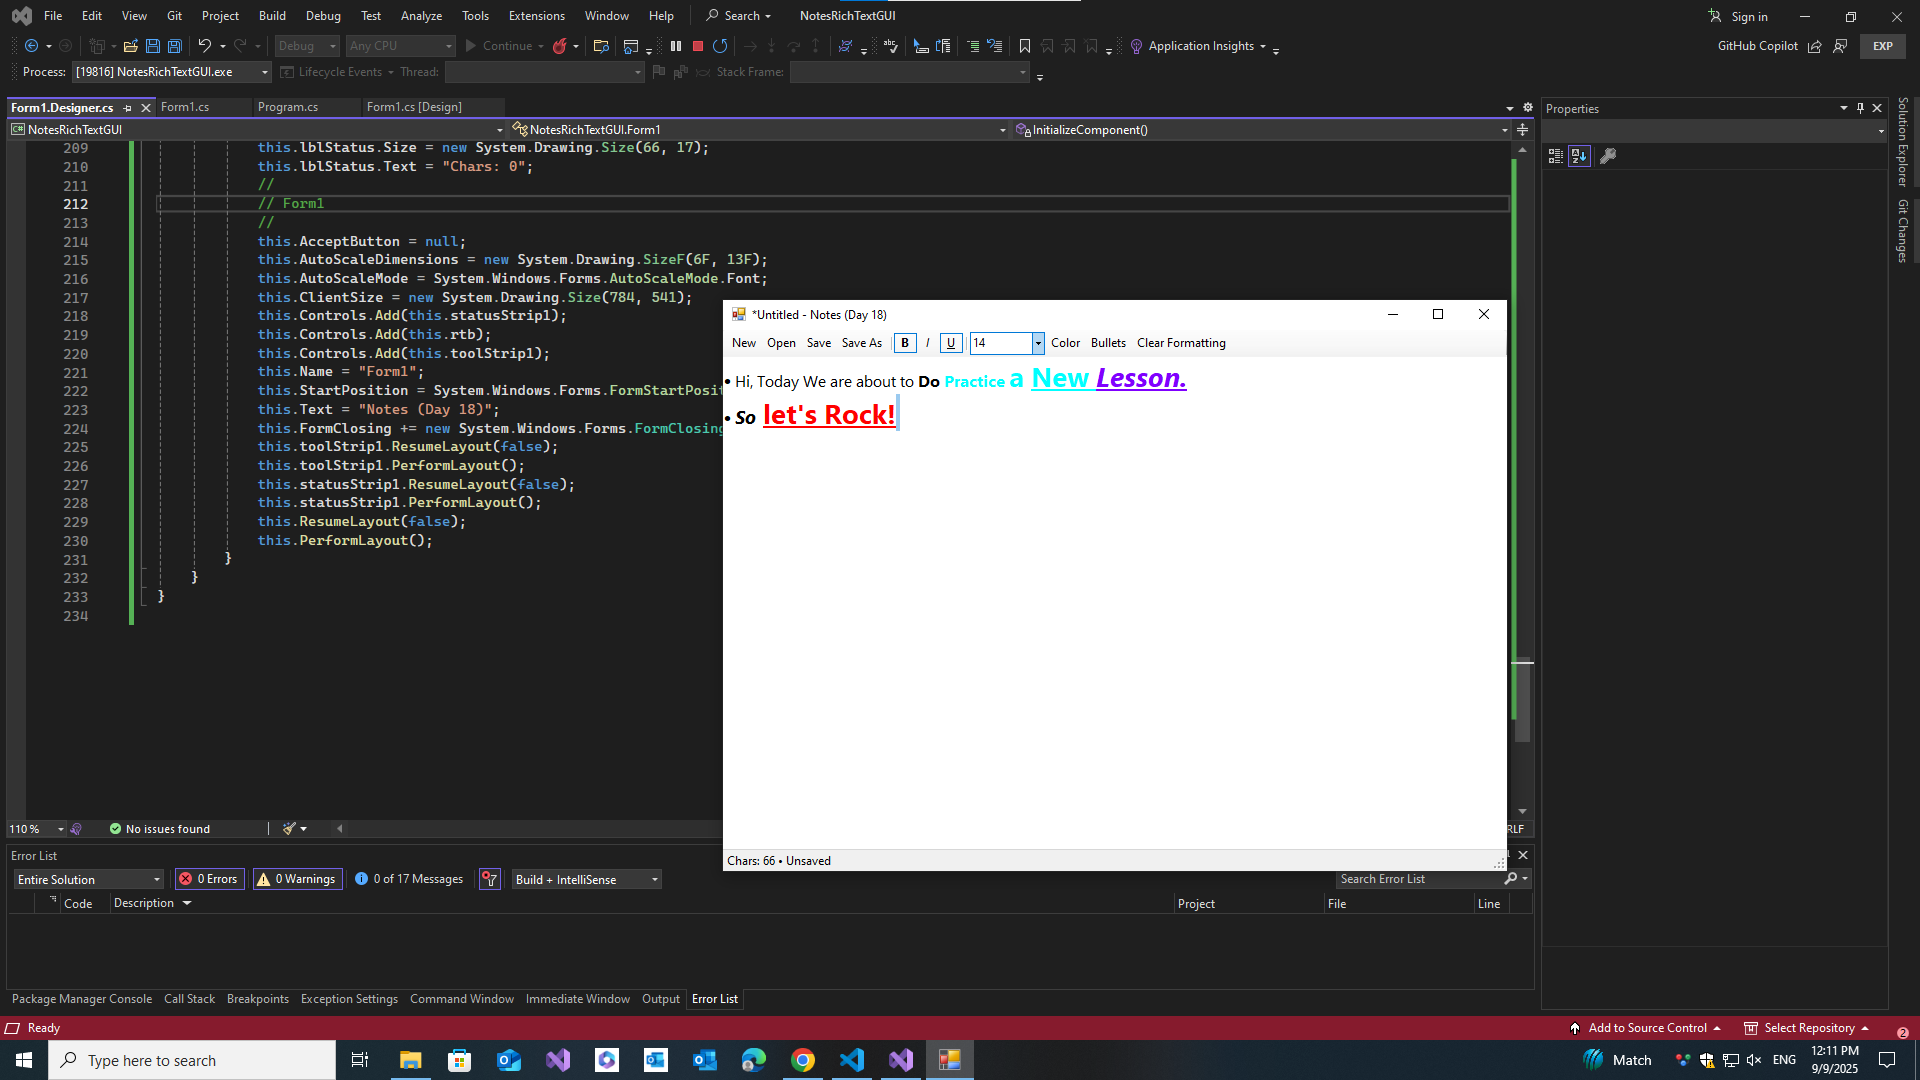 File Edit View Git Project Build Debug Test Analyze Tools Extensions Window Help Search NotesRichTextGUI Sign in
Debug Any CPU Continue Application Insights GitHub Copilot EXP
Process: [19816] NotesRichTextGUI.exe Lifecycle Events Thread: Stack Frame:
Form1.Designer.cs Form1.cs Program.cs Form1.cs [Design]
C# NotesRichTextGUI NotesRichTextGUI.Form1 InitializeComponent()
209 this.lblStatus.Size = new System.Drawing.Size(66, 17);
210 this.lblStatus.Text = "Chars: 0";
211 //
212 // Form1
213 //
214 this.AcceptButton = null;
215 this.AutoScaleDimensions = new System.Drawing.SizeF(6F, 13F);
216 this.AutoScaleMode = System.Windows.Forms.AutoScaleMode.Font;
217 this.ClientSize = new System.Drawing.Size(784, 541);
218 this.Controls.Add(this.statusStrip1);
219 this.Controls.Add(this.rtb);
220 this.Controls.Add(this.toolStrip1);
221 this.Name = "Form1";
222 this.StartPosition = System.Windows.Forms.FormStartPosit
223 this.Text = "Notes (Day 18)";
224 this.FormClosing += new System.Windows.Forms.FormClosing
225 this.toolStrip1.ResumeLayout(false);
226 this.toolStrip1.PerformLayout();
227 this.statusStrip1.ResumeLayout(false);
228 this.statusStrip1.PerformLayout();
229 this.ResumeLayout(false);
230 this.PerformLayout();
231 }
232 }
233 }
234
110 % No issues found RLF
*Untitled - Notes (Day 18)
New Open Save Save As B I U 14 Color Bullets Clear Formatting
• Hi, Today We are about to Do Practice a New Lesson.
• So let's Rock!
Chars: 66 • Unsaved
Properties
Solution Explorer
Git Changes
Error List
Entire Solution 0 Errors 0 Warnings 0 of 17 Messages Build + IntelliSense Search Error List
Code Description Project File Line
Package Manager Console Call Stack Breakpoints Exception Settings Command Window Immediate Window Output Error List
Ready Add to Source Control Select Repository 2
Type here to search Match ENG 12:11 PM
9/9/2025